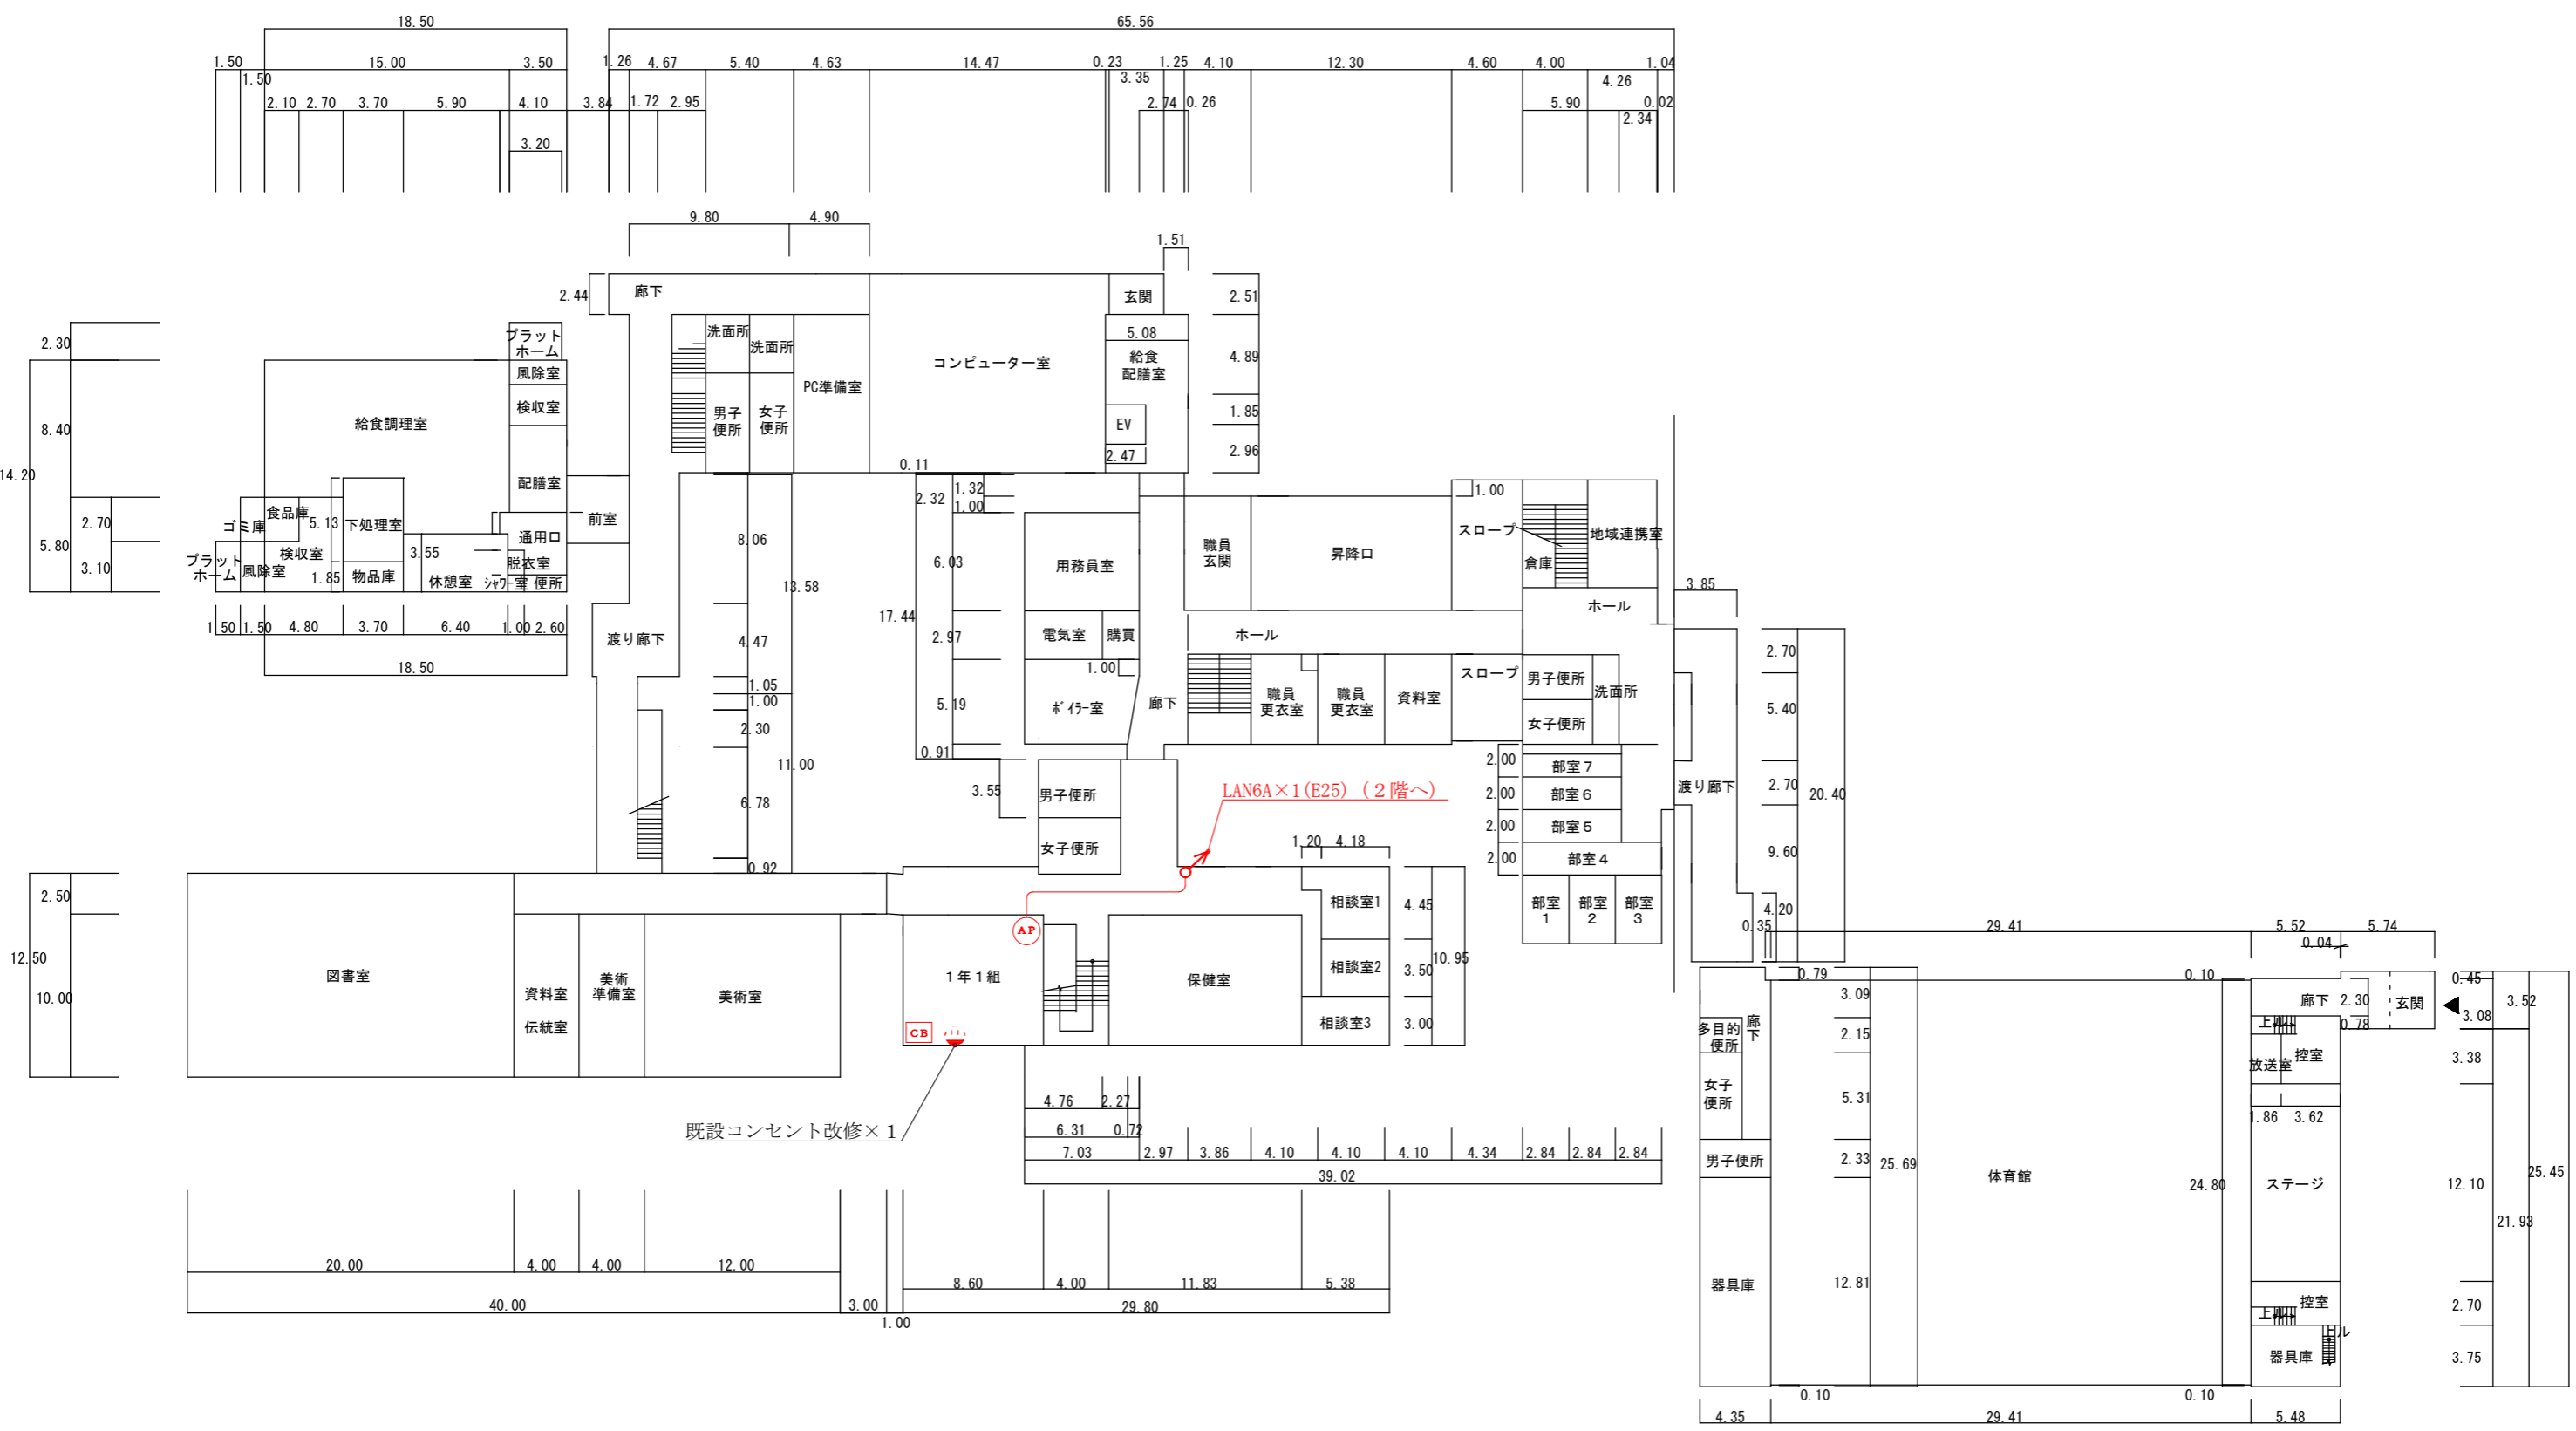 18.50
65.56
1.50
15.00
3.50
1.26
4.67
5.40
4.63
14.47
0.23
1.25
4.10
12.30
4.60
4.00
1.04
1.50
3.35
4.26
2.10
2.70
3.70
5.90
4.10
3.84
1.72
2.95
2.74
0.26
5.90
0.02
2.34
3.20
9.80
4.90
1.51
2.44
廊下
玄関
2.51
2.30
プラット
ホーム
洗面所
洗面所
5.08
給食
配膳室
4.89
コンピューター室
風除室
PC準備室
検収室
8.40
給食調理室
男子
便所
女子
便所
EV
1.85
2.96
2.47
0.11
14.20
配膳室
2.32
1.32
1.00
1.00
ゴミ庫
食品庫
5.13
下処理室
前室
2.70
5.80
3.10
検収室
3.55
通用口
脱衣室
プラット
ホーム
風除室
1.85
物品庫
休憩室
シャワー室
便所
8.06
13.58
6.03
用務員室
職員
玄関
昇降口
スロープ
倉庫
地域連携室
3.85
ホール
1.50
1.50
4.80
3.70
6.40
1.00
2.60
18.50
渡り廊下
4.47
17.44
2.97
電気室
購買
ホール
1.00
2.70
1.05
1.00
2.30
5.19
ボイラー室
廊下
職員
更衣室
職員
更衣室
資料室
スロープ
男子便所
洗面所
女子便所
5.40
0.91
11.00
6.78
3.55
男子便所
女子便所
0.92
LAN6A×1(E25) (2階へ)
2.00
部室7
2.00
部室6
2.00
部室5
2.00
部室4
部室
1
部室
2
部室
3
渡り廊下
2.70
20.40
9.60
4.20
0.35
1.20
4.18
相談室1
4.45
相談室2
3.50
10.95
相談室3
3.00
2.50
12.50
10.00
図書室
資料室
伝統室
美術
準備室
美術室
AP
1年1組
CB
保健室
既設コンセント改修×1
4.76
2.27
6.31
0.72
7.03
2.97
3.86
4.10
4.10
4.10
4.34
2.84
2.84
2.84
39.02
20.00
4.00
4.00
12.00
40.00
3.00
1.00
8.60
4.00
11.83
5.38
29.80
29.41
5.52
5.74
0.04
0.79
0.10
0.45
3.09
廊下
2.30
玄関
3.52
3.08
多目的
便所
廊
下
2.15
上ル
0.78
放送室
控室
3.38
女子
便所
5.31
1.86
3.62
男子便所
2.33
25.69
体育館
24.80
ステージ
12.10
25.45
21.93
器具庫
12.81
控室
2.70
上ル
上ル
器具庫
3.75
0.10
0.10
4.35
29.41
5.48